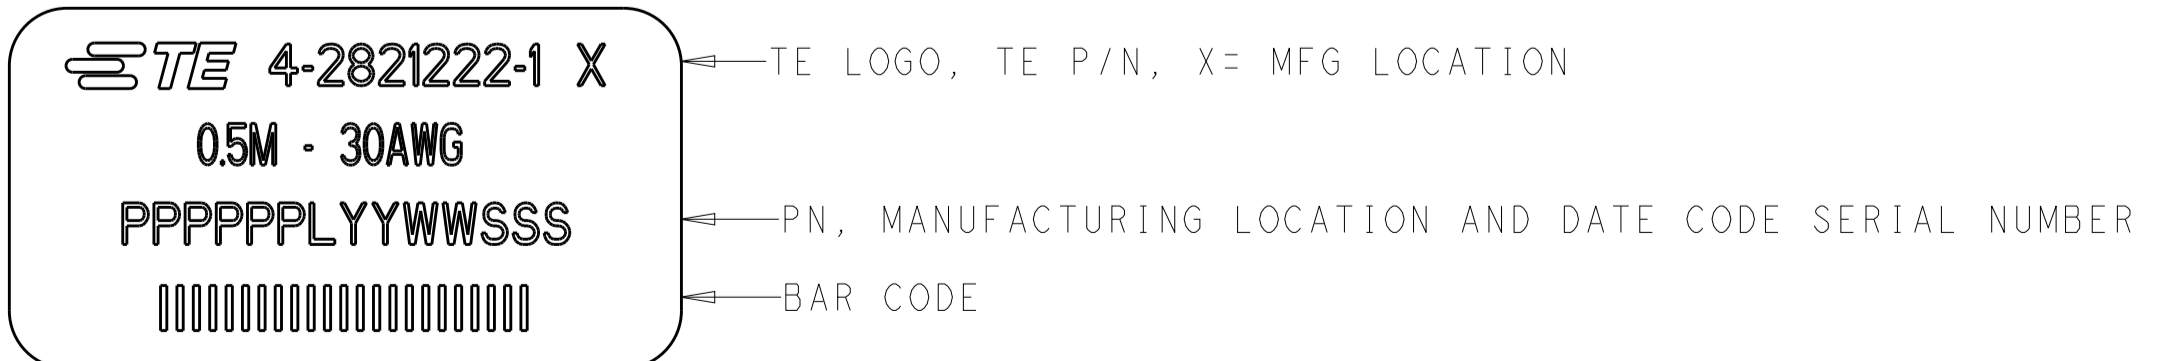 TE 4-2821222-1 X TE LOGO, TE P/N, X= MFG LOCATION
0.5M - 30AWG
PPPPPPLYYWWSSS PN, MANUFACTURING LOCATION AND DATE CODE SERIAL NUMBER
BAR CODE